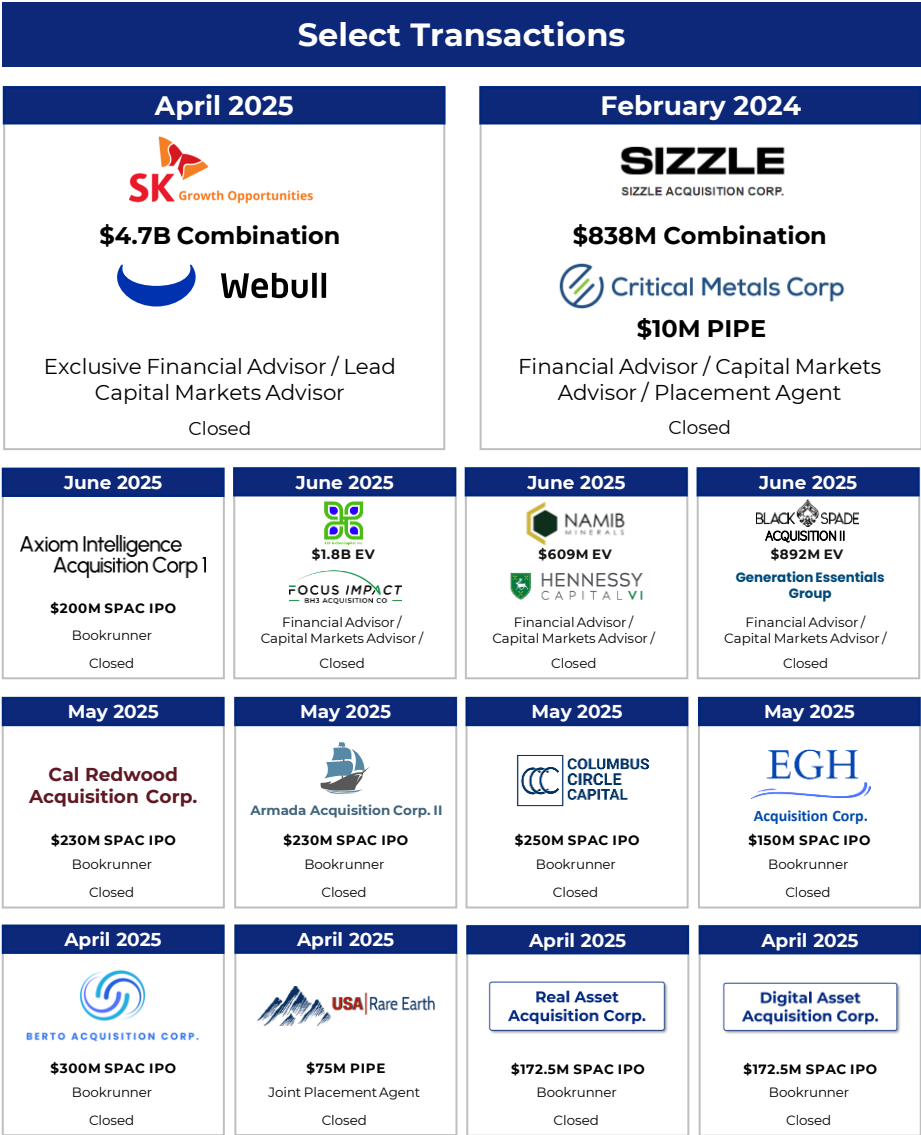 Select Transactions
April 2025
SK Growth Opportunities
$4.7B Combination
Webull
Exclusive Financial Advisor / Lead
Capital Markets Advisor
Closed
February 2024
SIZZLE
SIZZLE ACQUISITION CORP.
$838M Combination
Critical Metals Corp
$10M PIPE
Financial Advisor / Capital Markets
Advisor / Placement Agent
Closed
June 2025
Axiom Intelligence
Acquisition Corp 1
$200M SPAC IPO
Bookrunner
Closed
June 2025
$1.8B EV
FOCUS IMPACT
BH3 ACQUISITION CO
Financial Advisor /
Capital Markets Advisor /
Closed
June 2025
NAMIB
MINERALS
$609M EV
HENNESSY
CAPITAL VI
Financial Advisor /
Capital Markets Advisor /
Closed
June 2025
BLACK SPADE
ACQUISITION II
$892M EV
Generation Essentials
Group
Financial Advisor /
Capital Markets Advisor /
Closed
May 2025
Cal Redwood
Acquisition Corp.
$230M SPAC IPO
Bookrunner
Closed
May 2025
Armada Acquisition Corp. II
$230M SPAC IPO
Bookrunner
Closed
May 2025
CCC
COLUMBUS
CIRCLE
CAPITAL
$250M SPAC IPO
Bookrunner
Closed
May 2025
EGH
Acquisition Corp.
$150M SPAC IPO
Bookrunner
Closed
April 2025
BERTO ACQUISITION CORP.
$300M SPAC IPO
Bookrunner
Closed
April 2025
USA Rare Earth
$75M PIPE
Joint Placement Agent
Closed
April 2025
Real Asset
Acquisition Corp.
$172.5M SPAC IPO
Bookrunner
Closed
April 2025
Digital Asset
Acquisition Corp.
$172.5M SPAC IPO
Bookrunner
Closed